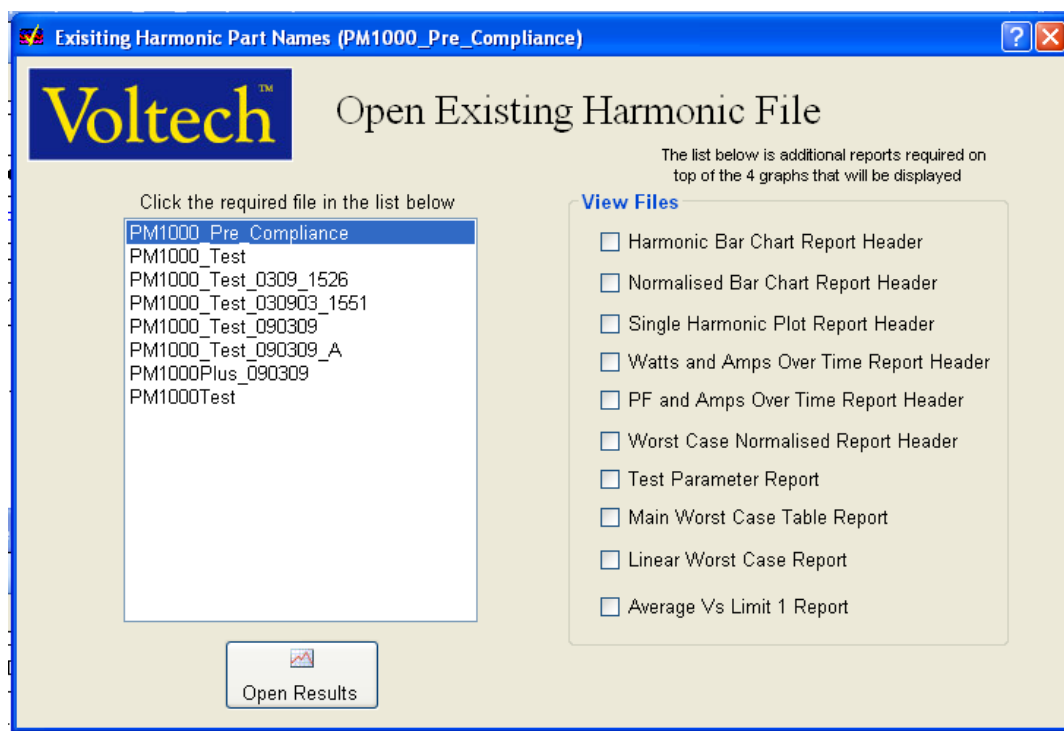 Exisiting Harmonic Part Names (PM1000_Pre_Compliance)
Voltech™
Open Existing Harmonic File
The list below is additional reports required on
top of the 4 graphs that will be displayed
Click the required file in the list below
PM1000_Pre_Compliance
PM1000_Test
PM1000_Test_0309_1526
PM1000_Test_030903_1551
PM1000_Test_090309
PM1000_Test_090309_A
PM1000Plus_090309
PM1000Test
Open Results
View Files
Harmonic Bar Chart Report Header
Normalised Bar Chart Report Header
Single Harmonic Plot Report Header
Watts and Amps Over Time Report Header
PF and Amps Over Time Report Header
Worst Case Normalised Report Header
Test Parameter Report
Main Worst Case Table Report
Linear Worst Case Report
Average Vs Limit 1 Report